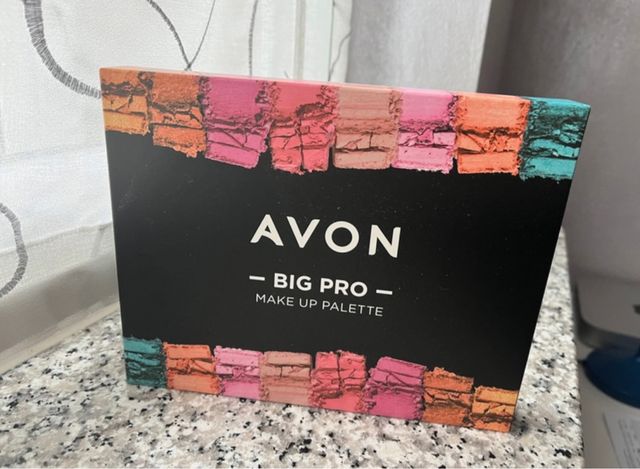 AVON
— BIG PRO —
MAKE UP PALETTE